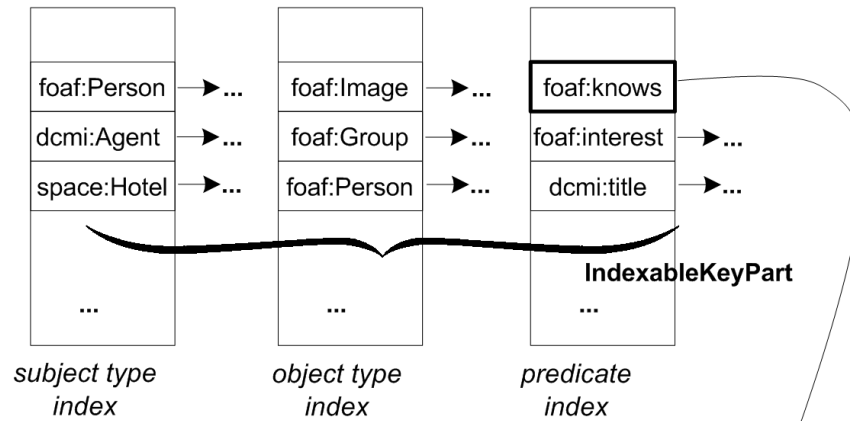 foaf:Person ... foaf:Image ... foaf:knows
dcmi:Agent ... foaf:Group ... foaf:interest ...
space:Hotel ... foaf:Person ... dcmi:title ...
IndexableKeyPart
... ... ...
subject type object type predicate
index index index